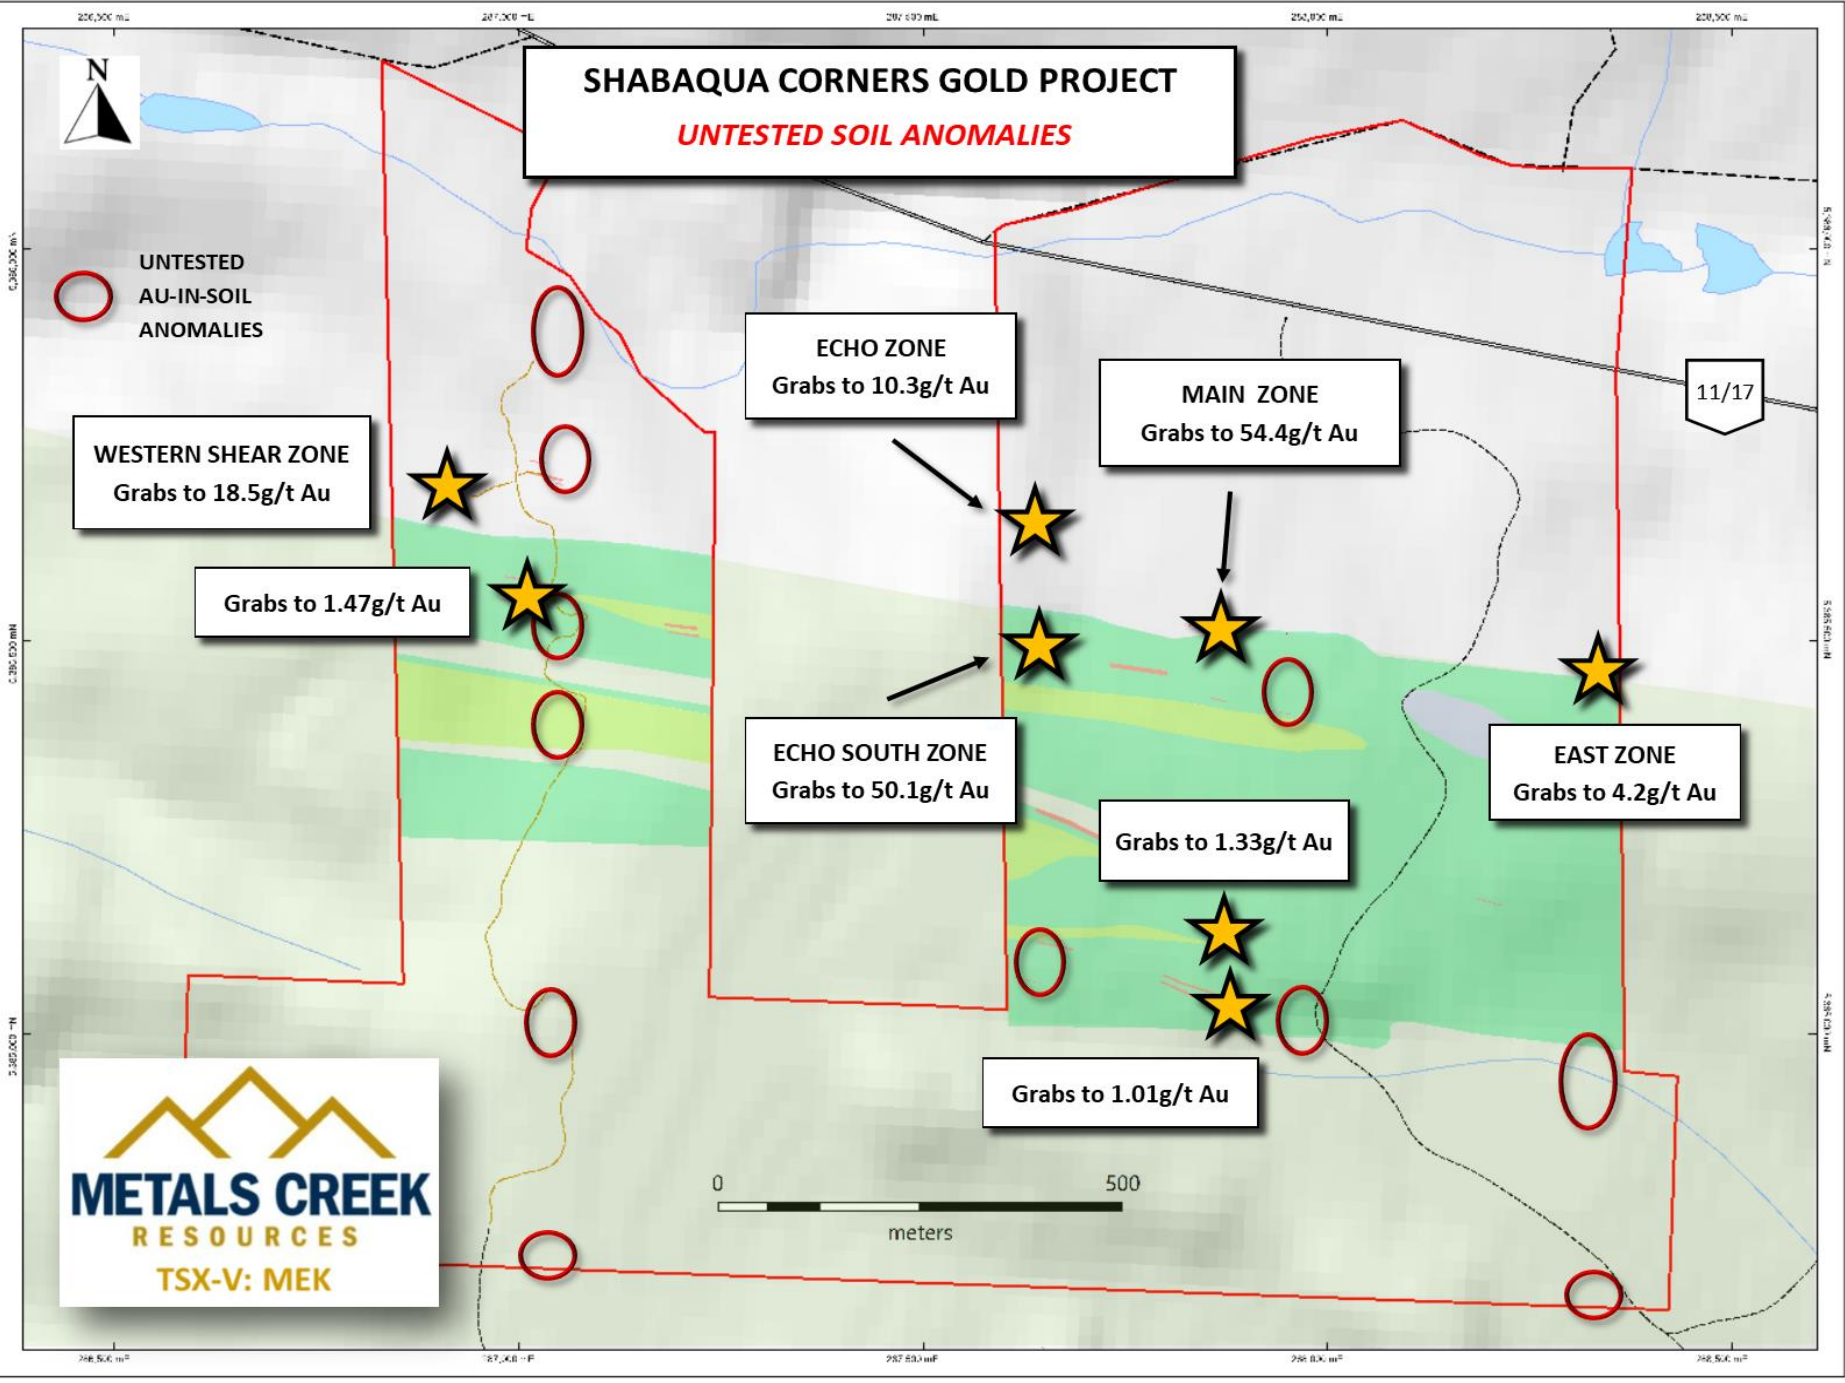 SHABAQUA CORNERS GOLD PROJECT
UNTESTED SOIL ANOMALIES
N
UNTESTED
AU-IN-SOIL
ANOMALIES
ECHO ZONE
Grabs to 10.3g/t Au
MAIN ZONE
Grabs to 54.4g/t Au
11/17
WESTERN SHEAR ZONE
Grabs to 18.5g/t Au
Grabs to 1.47g/t Au
ECHO SOUTH ZONE
Grabs to 50.1g/t Au
EAST ZONE
Grabs to 4.2g/t Au
Grabs to 1.33g/t Au
Grabs to 1.01g/t Au
0 500
meters
METALS CREEK
RESOURCES
TSX-V: MEK